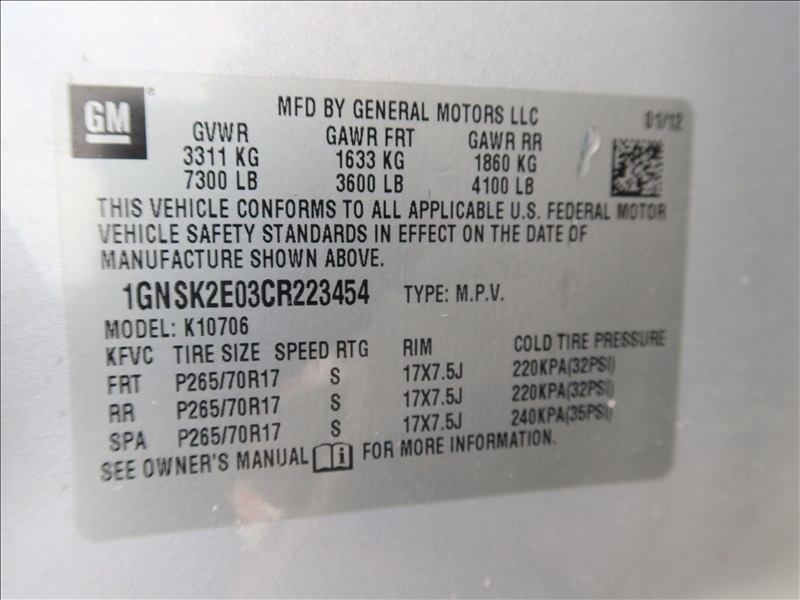 GM
MFD BY GENERAL MOTORS LLC 01/12
GVWR GAWR FRT GAWR RR
3311 KG 1633 KG 1860 KG
7300 LB 3600 LB 4100 LB
THIS VEHICLE CONFORMS TO ALL APPLICABLE U.S. FEDERAL MOTOR
VEHICLE SAFETY STANDARDS IN EFFECT ON THE DATE OF
MANUFACTURE SHOWN ABOVE.
1GNSK2E03CR223454 TYPE: M.P.V.
MODEL: K10706
KFVC TIRE SIZE SPEED RTG RIM COLD TIRE PRESSURE
FRT P265/70R17 S 17X7.5J 220KPA(32PSI)
RR P265/70R17 S 17X7.5J 220KPA(32PSI)
SPA P265/70R17 S 17X7.5J 240KPA(35PSI)
SEE OWNER'S MANUAL i FOR MORE INFORMATION.